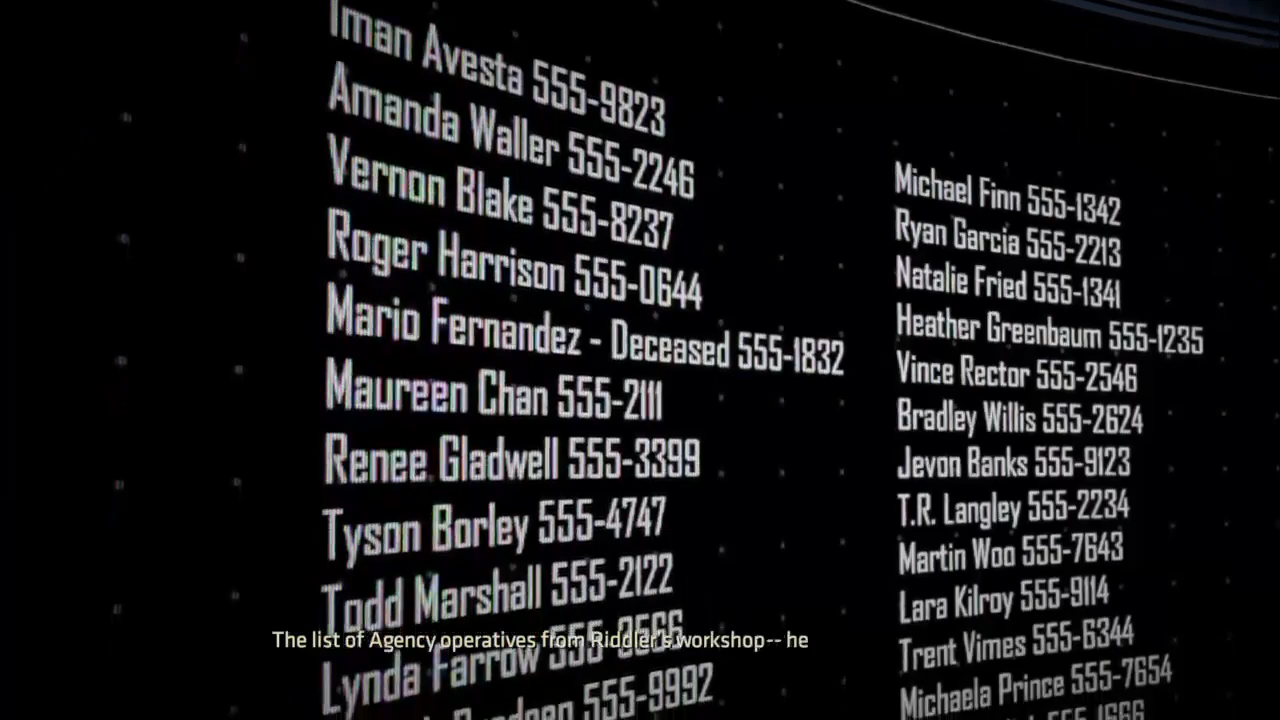 Iman Avesta 555-9823
Amanda Waller 555-2246
Vernon Blake 555-8237
Roger Harrison 555-0644
Mario Fernandez - Deceased 555-1832
Maureen Chan 555-2111
Renee Gladwell 555-3399
Tyson Borley 555-4747
Todd Marshall 555-2122
Lynda Farrow
555-9992
Michael Finn 555-1342
Ryan Garcia 555-2213
Natalie Fried 555-1341
Heather Greenbaum 555-1235
Vince Rector 555-2546
Bradley Willis 555-2624
Jevon Banks 555-9123
T.R. Langley 555-2234
Martin Woo 555-7643
Lara Kilroy 555-9114
Trent Vimes 555-6344
Michaela Prince 555-7654
The list of Agency operatives from Riddler's workshop-- he